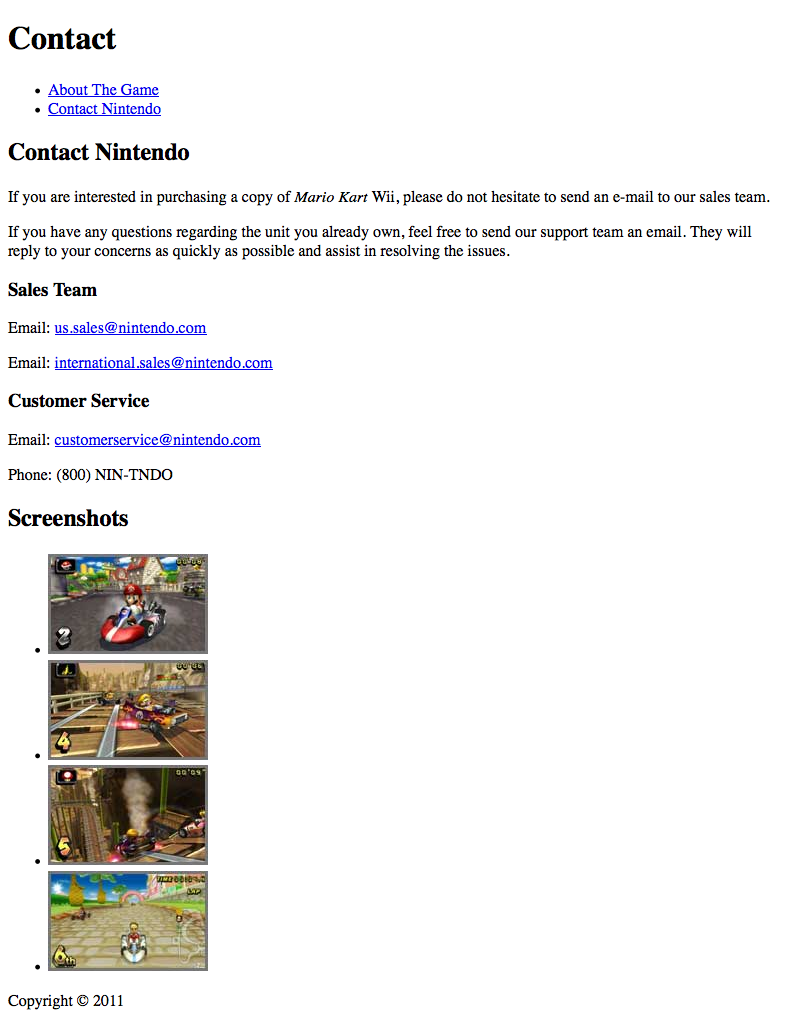 Contact
About The Game
Contact Nintendo
Contact Nintendo
If you are interested in purchasing a copy of Mario Kart Wii, please do not hesitate to send an e-mail to our sales team.
If you have any questions regarding the unit you already own, feel free to send our support team an email. They will
reply to your concerns as quickly as possible and assist in resolving the issues.
Sales Team
Email: us.sales@nintendo.com
Email: international.sales@nintendo.com
Customer Service
Email: customerservice@nintendo.com
Phone: (800) NIN-TNDO
Screenshots
2
4
5
TIME
LAP
6th
Copyright © 2011